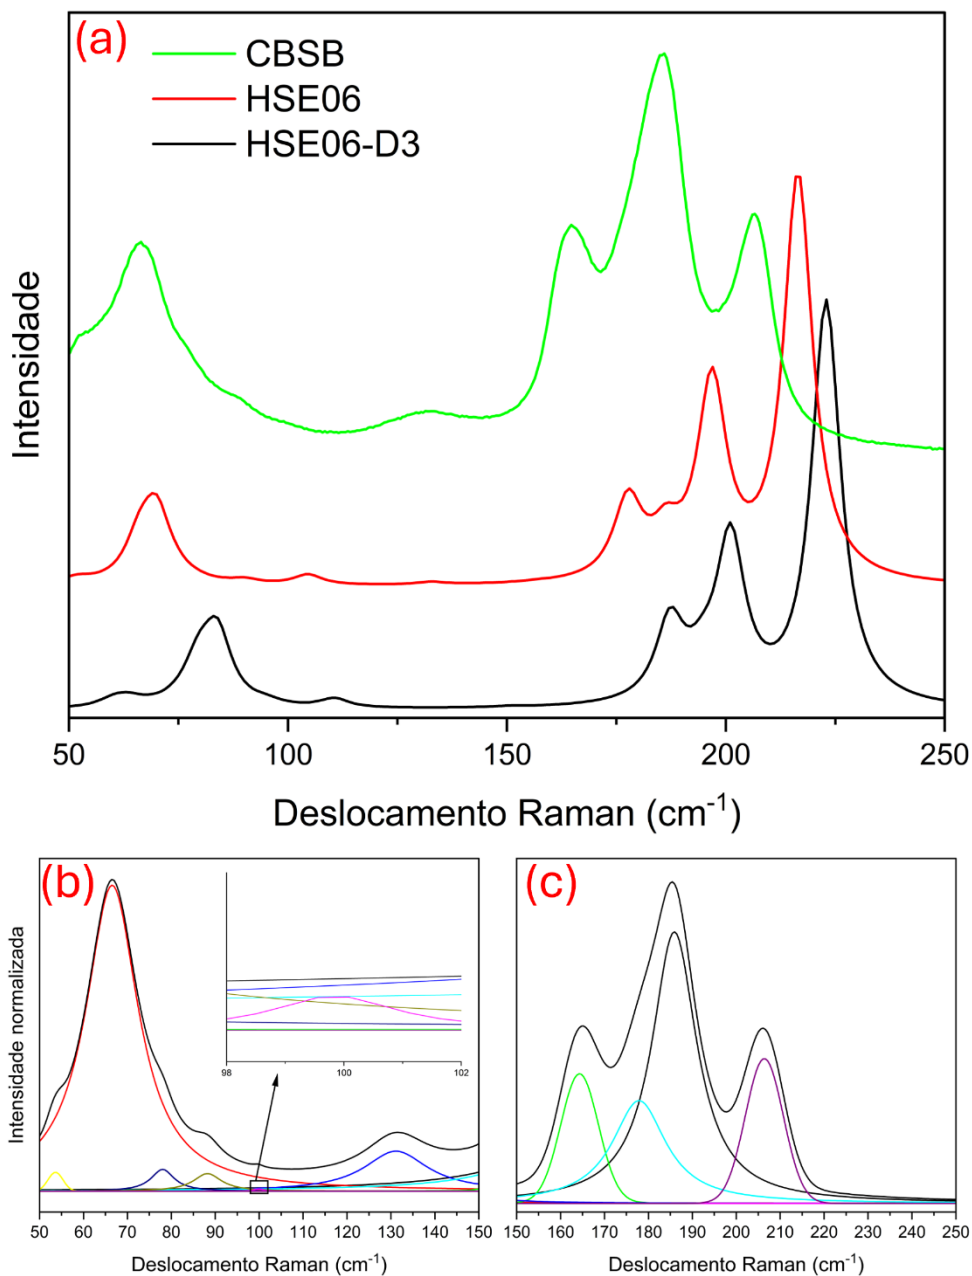 (a)
CBSB
HSE06
HSE06-D3
Intensidade
50 100 150 200 250
Deslocamento Raman (cm-1)
(b)
98 100 102
Intensidade normalizada
50 60 70 80 90 100 110 120 130 140 150
Deslocamento Raman (cm-1)
(c)
150 160 170 180 190 200 210 220 230 240 250
Deslocamento Raman (cm-1)